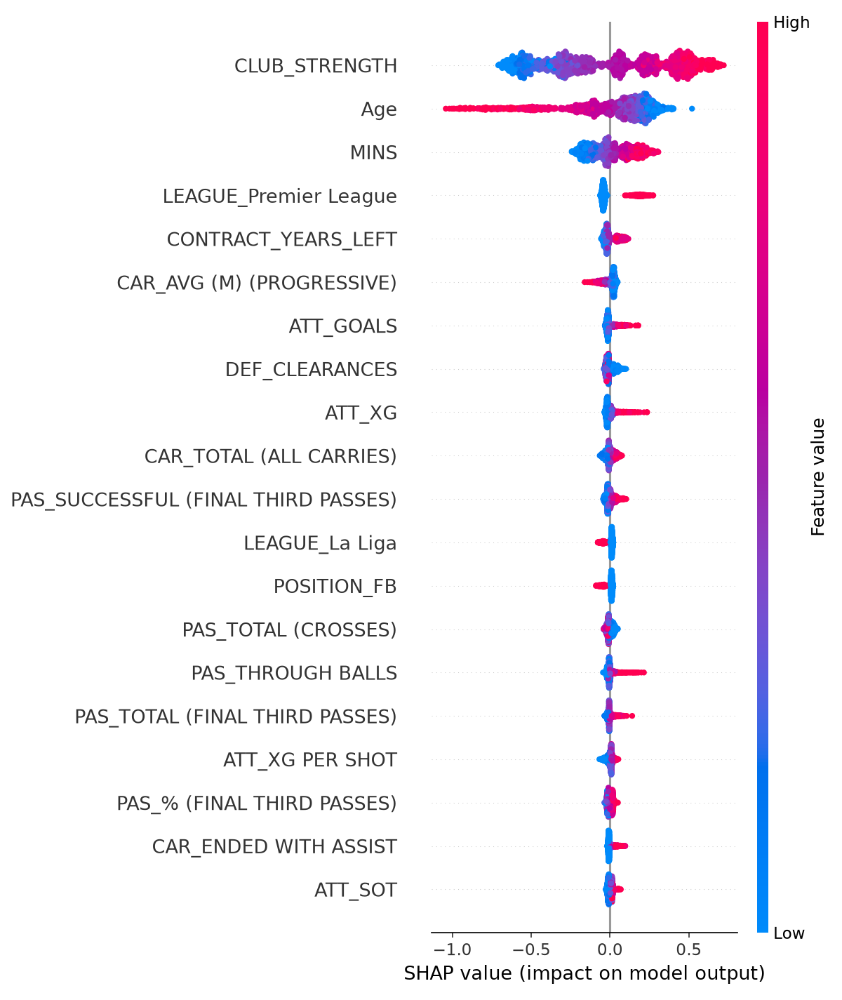 High
CLUB_STRENGTH
Age
MINS
LEAGUE_Premier League
CONTRACT_YEARS_LEFT
CAR_AVG (M) (PROGRESSIVE)
ATT_GOALS
DEF_CLEARANCES
ATT_XG
CAR_TOTAL (ALL CARRIES)
PAS_SUCCESSFUL (FINAL THIRD PASSES)
LEAGUE_La Liga
POSITION_FB
PAS_TOTAL (CROSSES)
PAS_THROUGH BALLS
PAS_TOTAL (FINAL THIRD PASSES)
ATT_XG PER SHOT
PAS_% (FINAL THIRD PASSES)
CAR_ENDED WITH ASSIST
ATT_SOT
Feature value
Low
−1.0 −0.5 0.0 0.5
SHAP value (impact on model output)